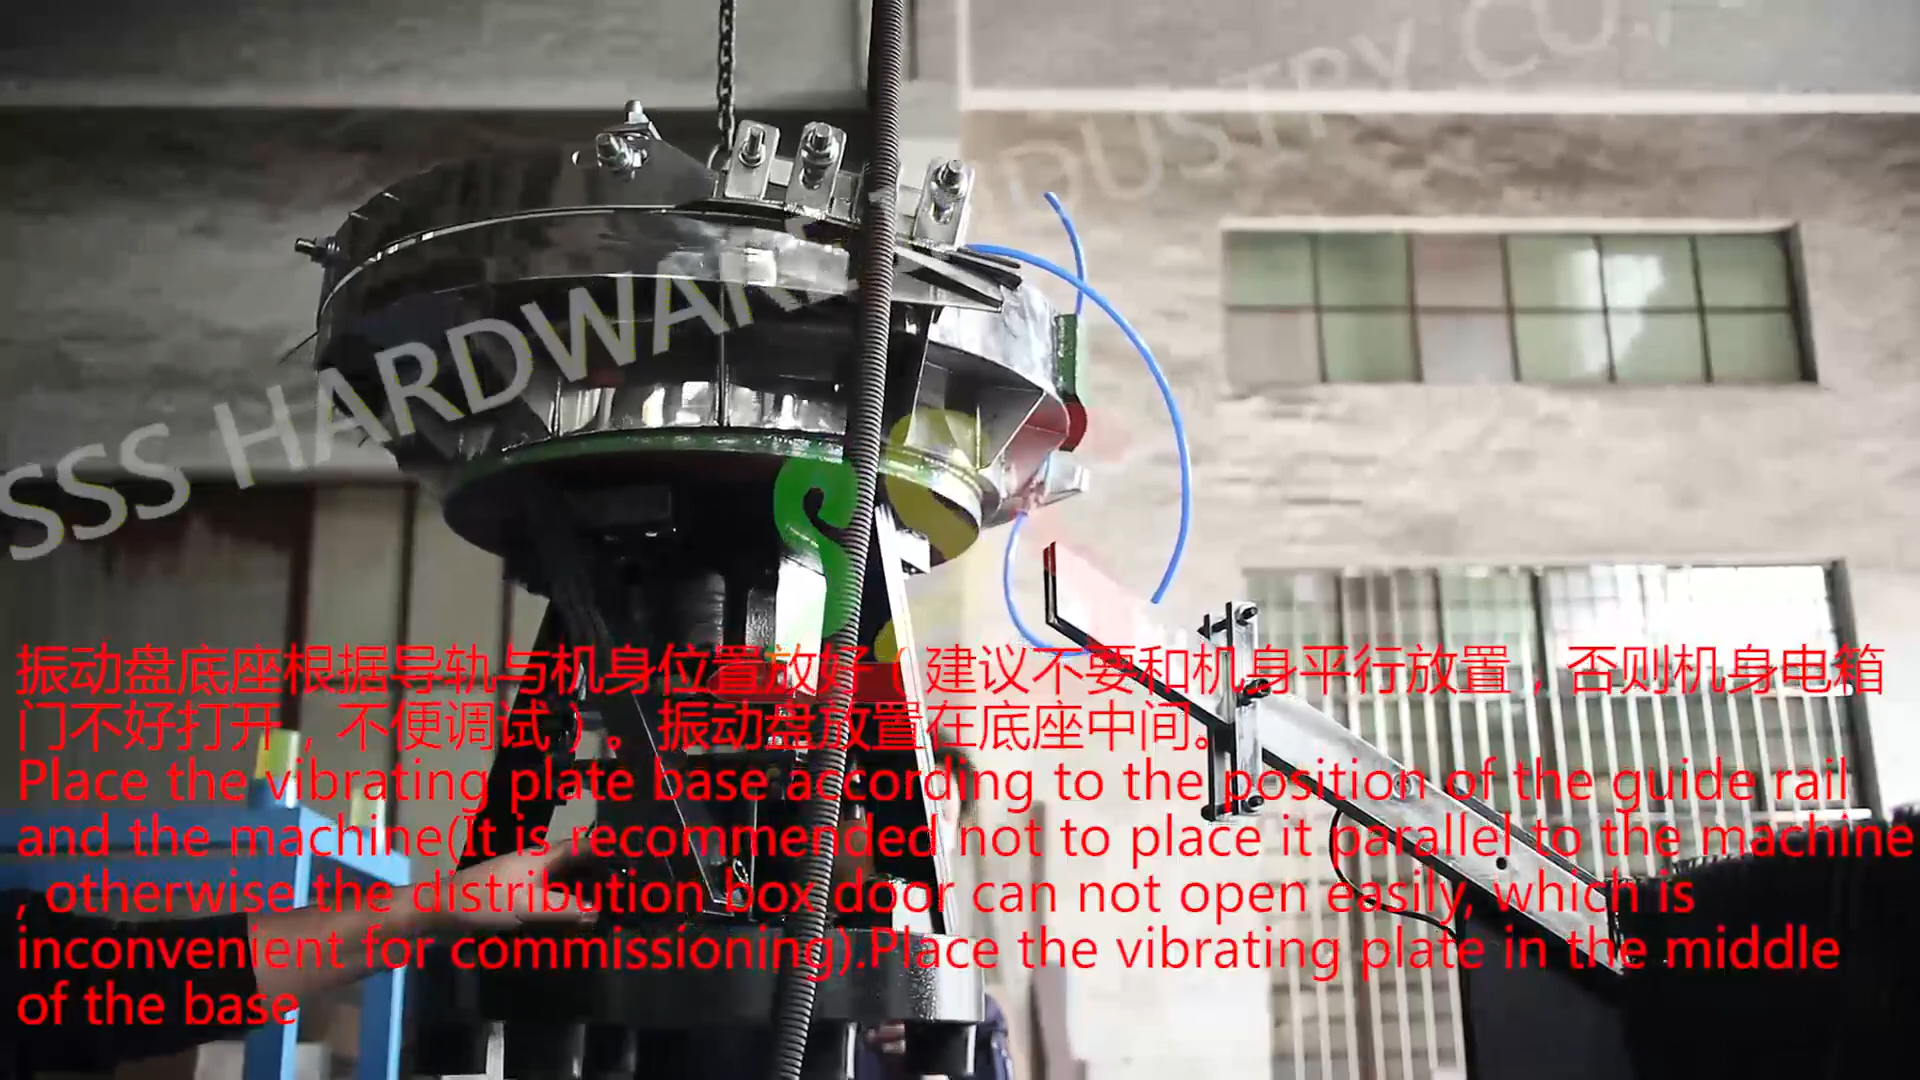 SSS HARDWARE INDUSTRY CO.,
振动盘底座根据导轨与机身位置放好（建议不要和机身平行放置，否则机身电箱
门不好打开，不便调试）。振动盘放置在底座中间。
Place the vibrating plate base according to the position of the guide rail
and the machine(It is recommended not to place it parallel to the machine
, otherwise the distribution box door can not open easily, which is
inconvenient for commissioning).Place the vibrating plate in the middle
of the base